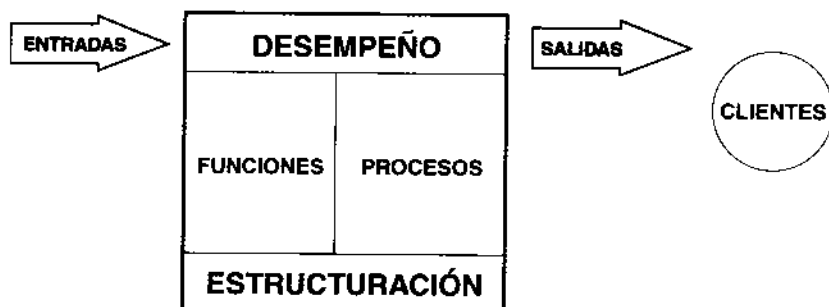 ENTRADAS
DESEMPEÑO
SALIDAS
CLIENTES
FUNCIONES
PROCESOS
ESTRUCTURACIÓN